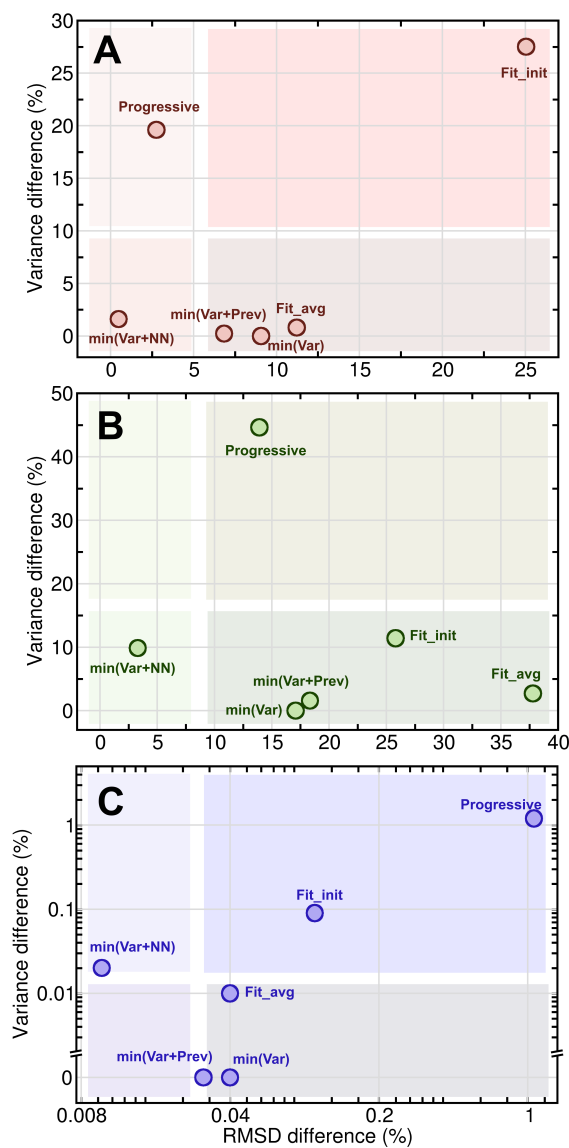 A
30
25
20
15
10
5
0
Variance difference (%)
Fit_init
Progressive
min(Var+Prev)
Fit_avg
min(Var+NN)
min(Var)
0 5 10 15 20 25
B
50
40
30
20
10
0
Variance difference (%)
Progressive
Fit_init
min(Var+NN)
min(Var+Prev)
Fit_avg
min(Var)
0 5 10 15 20 25 30 35 40
C
1
0.1
0.01
0
Variance difference (%)
Progressive
Fit_init
min(Var+NN)
Fit_avg
min(Var+Prev)
min(Var)
0.008 0.04 0.2 1
RMSD difference (%)